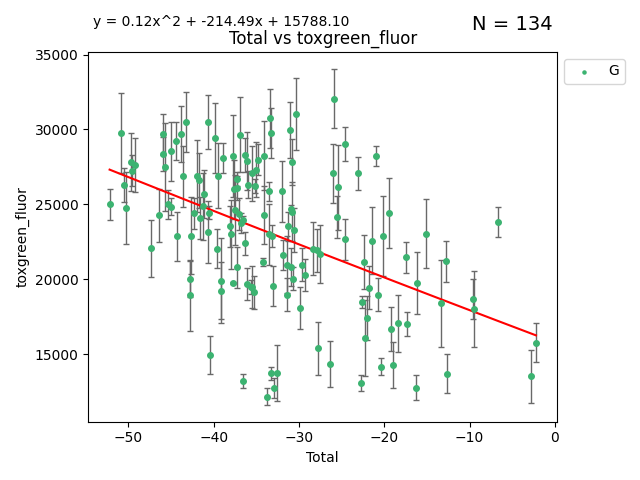 y = 0.12x^2 + -214.49x + 15788.10
N = 134
Total vs toxgreen_fluor
G
35000
30000
25000
20000
15000
toxgreen_fluor
−50
−40
−30
−20
−10
0
Total